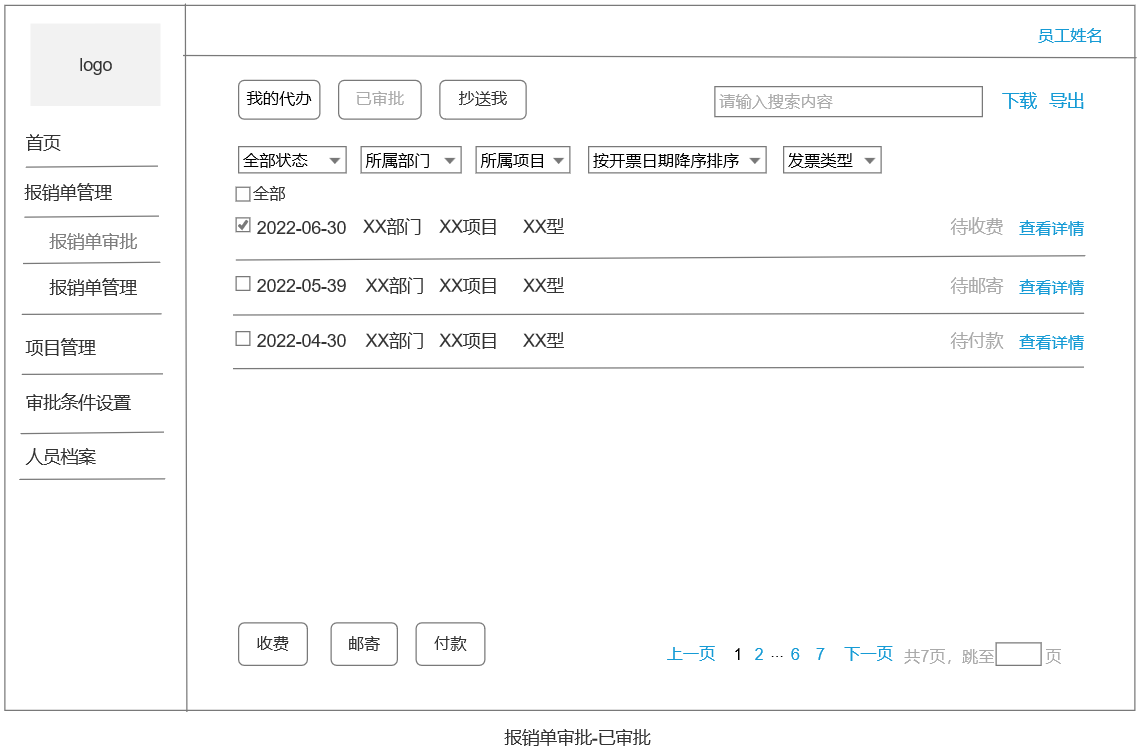 员工姓名
logo
首页
报销单管理
报销单审批
报销单管理
项目管理
审批条件设置
人员档案
我的代办 已审批 抄送我 请输入搜索内容 下载 导出
全部状态 所属部门 所属项目 按开票日期降序排序 发票类型
全部
2022-06-30 XX部门 XX项目 XX型 待收费 查看详情
2022-05-39 XX部门 XX项目 XX型 待邮寄 查看详情
2022-04-30 XX部门 XX项目 XX型 待付款 查看详情
收费 邮寄 付款 上一页 1 2 ... 6 7 下一页 共7页，跳至 页
报销单审批-已审批